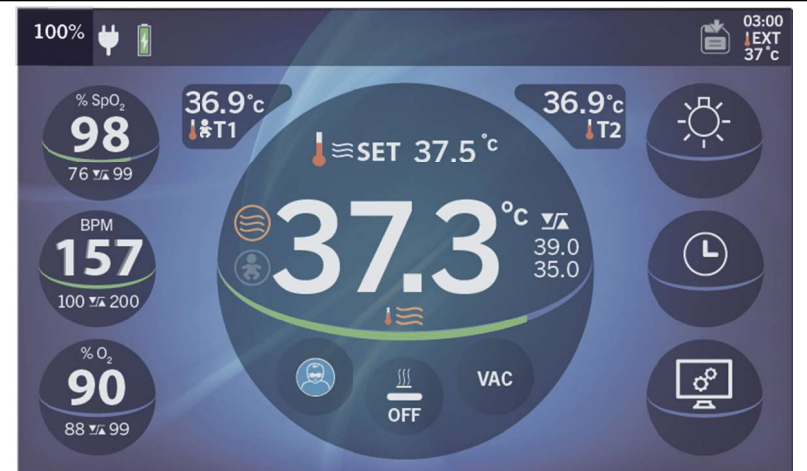 100%
03:00
EXT
37°C
% SpO₂
98
76 99
36.9°c
T1
36.9°c
T2
SET 37.5°c
37.3°c
39.0
35.0
BPM
157
100 200
% O₂
90
88 99
OFF
VAC